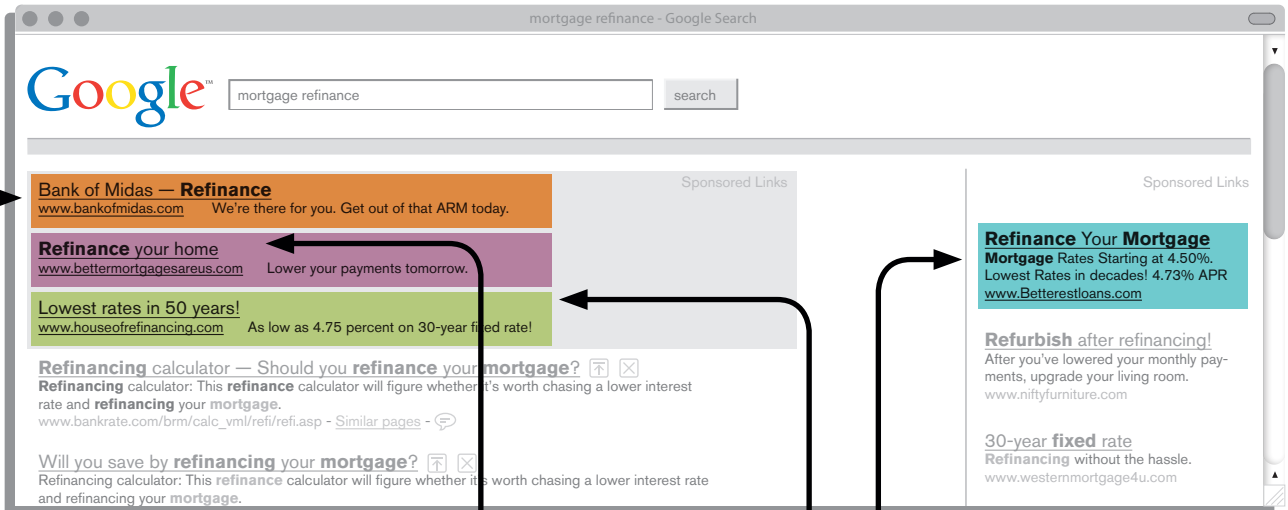 mortgage refinance - Google Search
Google™
mortgage refinance
search
Sponsored Links
Bank of Midas — Refinance
www.bankofmidas.com We're there for you. Get out of that ARM today.
Refinance your home
www.bettermortgagesareus.com Lower your payments tomorrow.
Lowest rates in 50 years!
www.houseofrefinancing.com As low as 4.75 percent on 30-year fixed rate!
Refinancing calculator — Should you refinance your mortgage?
Refinancing calculator: This refinance calculator will figure whether it's worth chasing a lower interest
rate and refinancing your mortgage.
www.bankrate.com/brm/calc_vml/refi/refi.asp - Similar pages -
Will you save by refinancing your mortgage?
Refinancing calculator: This refinance calculator will figure whether it's worth chasing a lower interest rate
and refinancing your mortgage.
Sponsored Links
Refinance Your Mortgage
Mortgage Rates Starting at 4.50%.
Lowest Rates in decades! 4.73% APR
www.Betterestloans.com
Refurbish after refinancing!
After you've lowered your monthly pay-
ments, upgrade your living room.
www.niftyfurniture.com
30-year fixed rate
Refinancing without the hassle.
www.westernmortgage4u.com